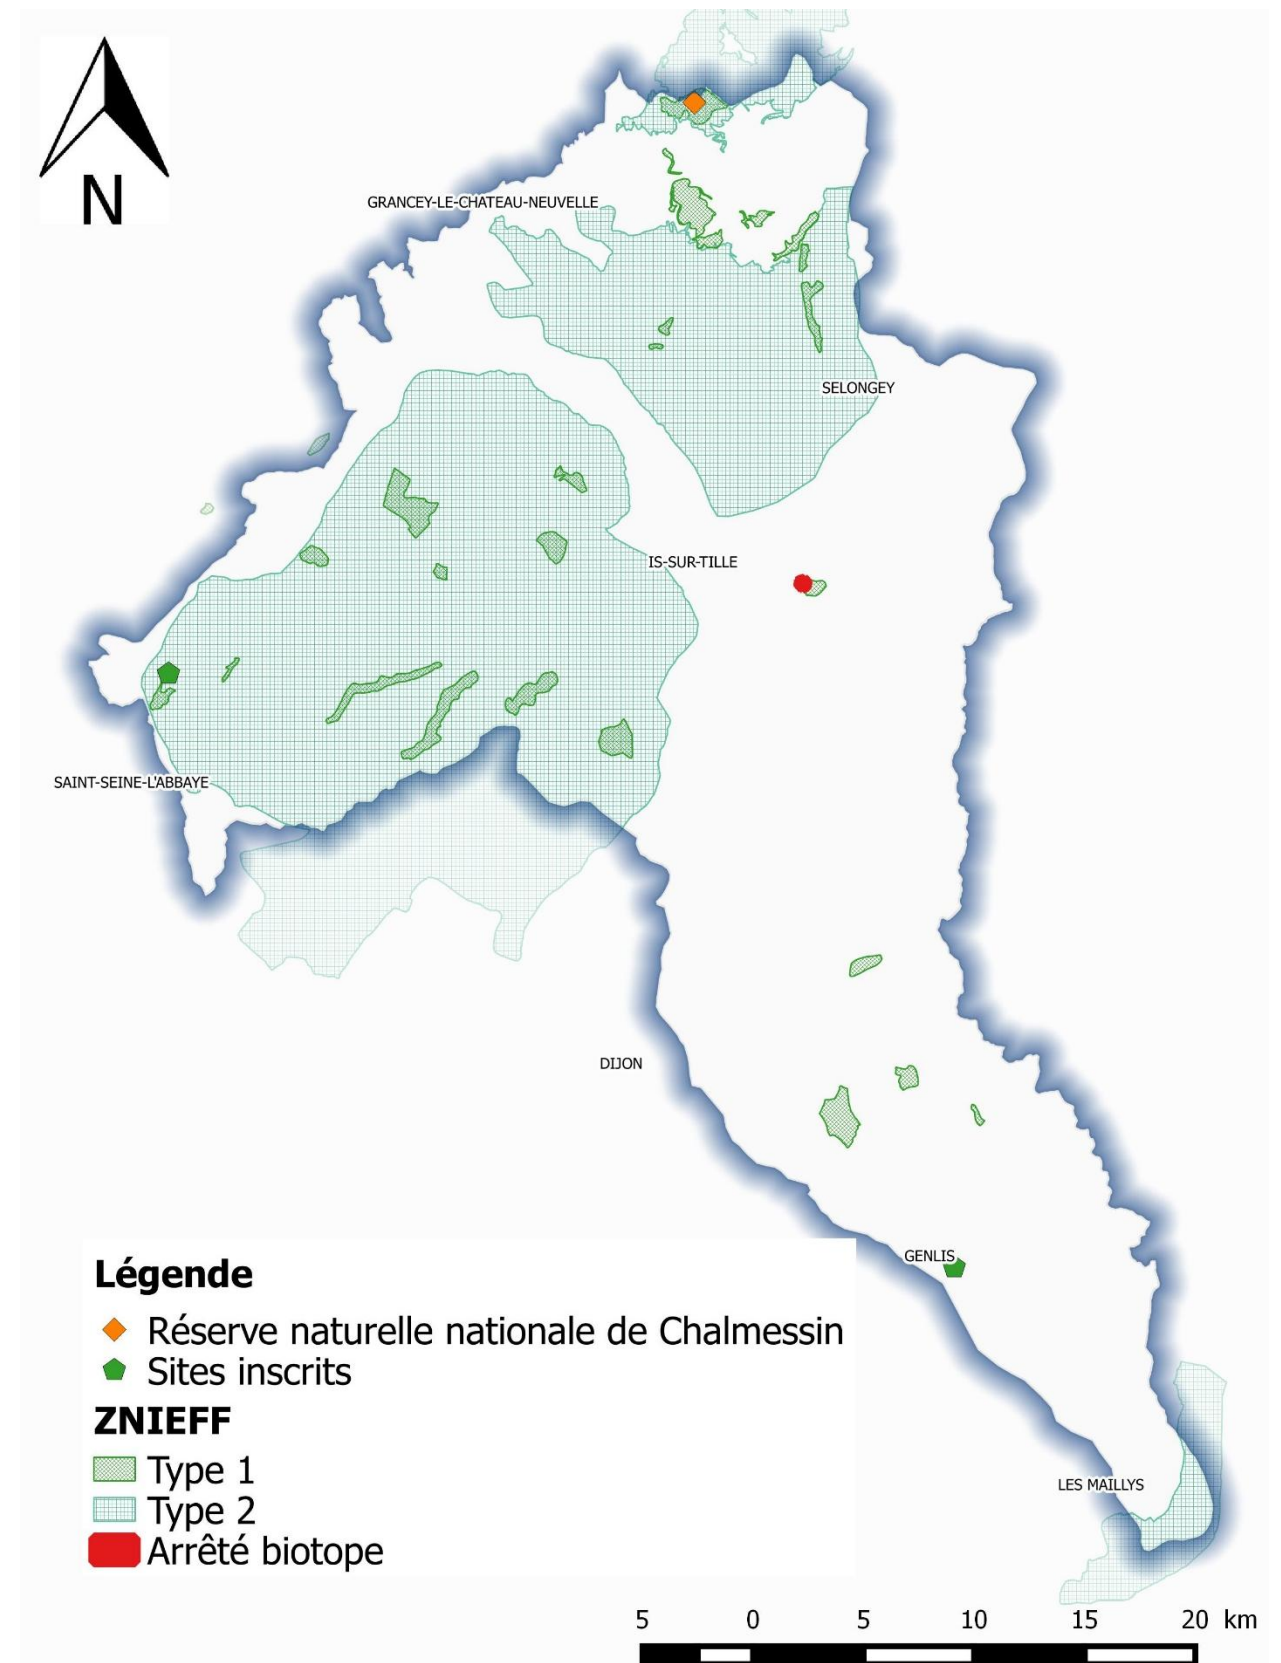 N
GRANCEY-LE-CHATEAU-NEUVELLE
SELONGEY
IS-SUR-TILLE
SAINT-SEINE-L'ABBAYE
DIJON
GENLIS
LES MAILLYS
Légende
Réserve naturelle nationale de Chalmessin
Sites inscrits
ZNIEFF
Type 1
Type 2
Arrêté biotope
5 0 5 10 15 20 km